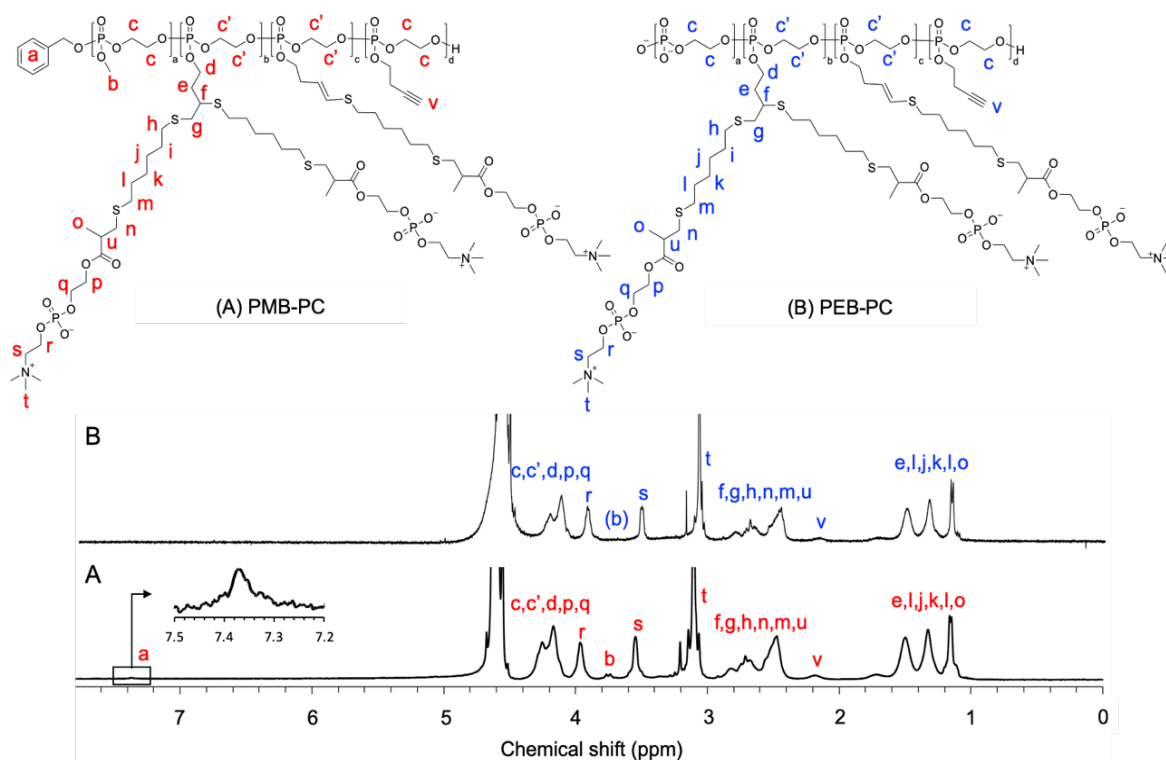 O c O c' O c' O c
a O P O O P O O P O O P O O H
O c a O c' b O c' c O c d
b d
e f S v
h S g S
j i
l k
S m S O
o n O
u
O O
q p
O P O
O⁻
s r
N⁺
t
(A) PMB-PC
O c O c' O c' O c
⁻O P O O P O O P O O P O O H
O⁻ c a O c' b O c' c O c d
d
e f S v
h S g S
j i
l k
S m S O
o n O
u
O O
q p
O P O
O⁻
s r
N⁺
t
(B) PEB-PC
B
c,c',d,p,q
r
(b)
s
t
f,g,h,n,m,u
v
e,l,j,k,l,o
A
7.5 7.4 7.3 7.2
a
c,c',d,p,q
r
b
s
t
f,g,h,n,m,u
v
e,l,j,k,l,o
7 6 5 4 3 2 1 0
Chemical shift (ppm)